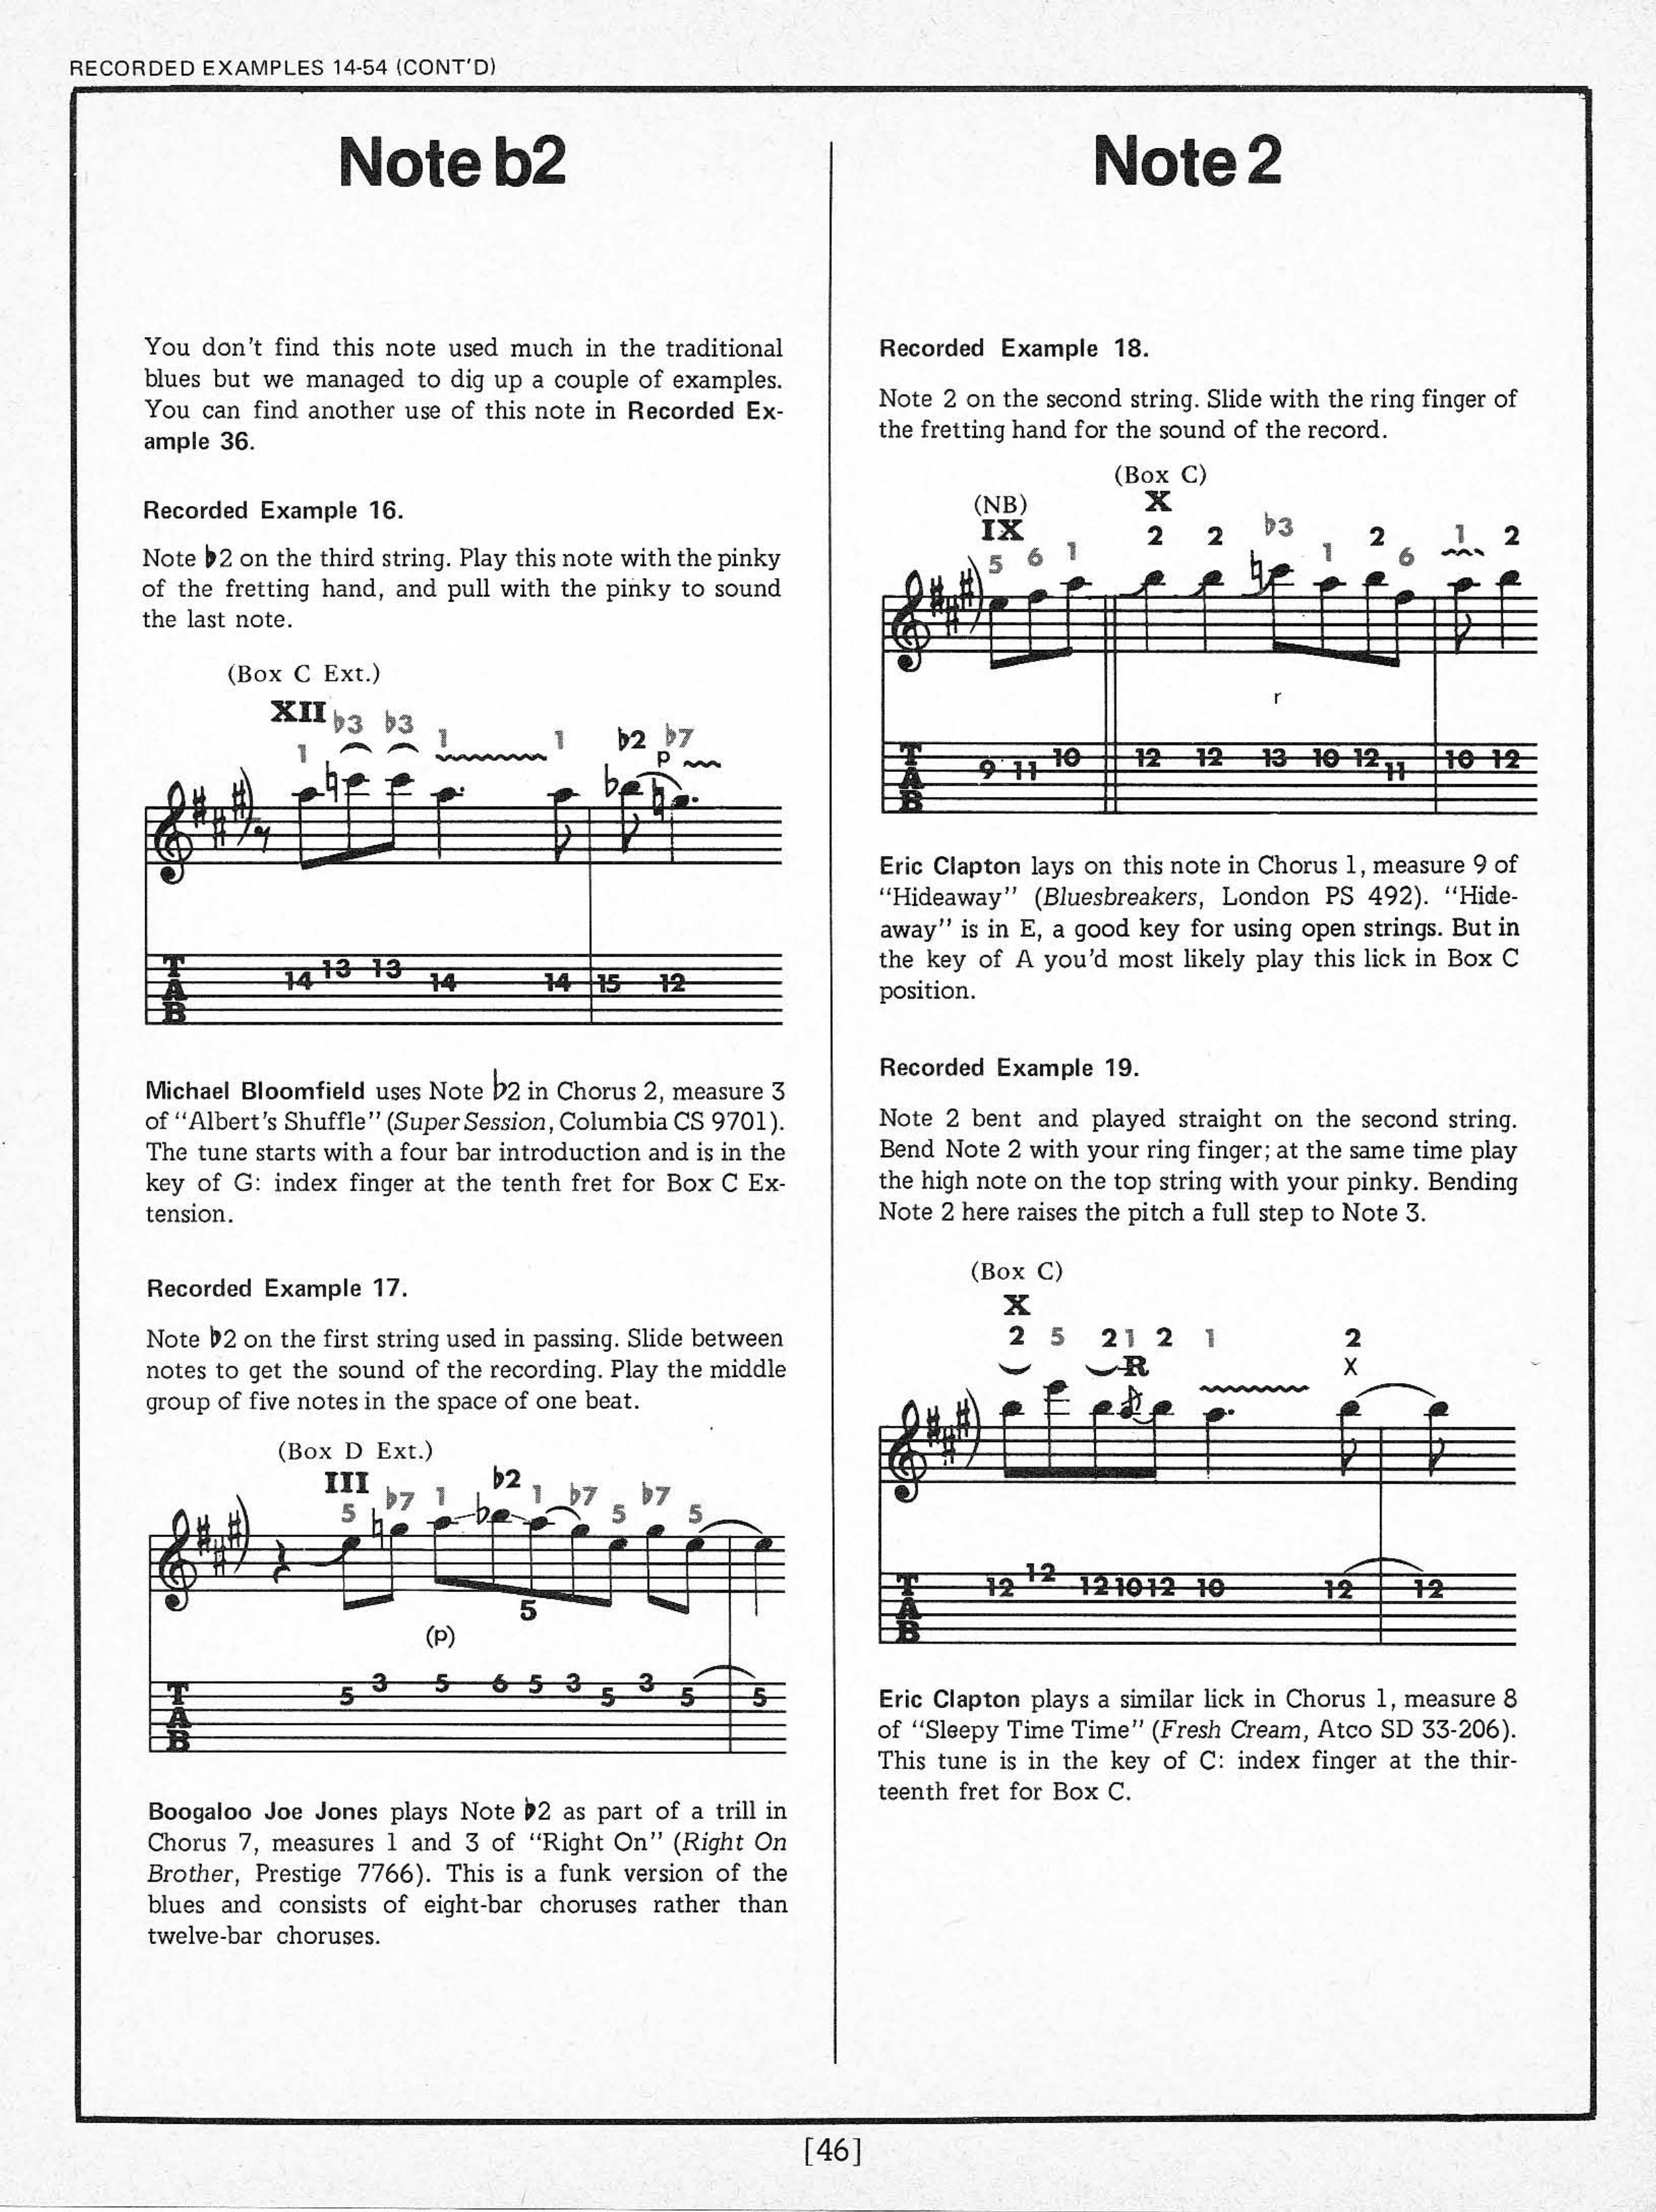 RECORDED EXAMPLES 14-54 (CONT'D)
Note b2
You don't find this note used much in the traditional
blues but we managed to dig up a couple of examples.
You can find another use of this note in Recorded Ex-
ample 36.
Recorded Example 16.
Note ♭2 on the third string. Play this note with the pinky
of the fretting hand, and pull with the pinky to sound
the last note.
(Box C Ext.)
XII ♭3 ♭3
1 1 1 ♭2 ♭7
p
T
A
B
14 13 13 14 14 15 12
Michael Bloomfield uses Note ♭2 in Chorus 2, measure 3
of "Albert's Shuffle" (Super Session, Columbia CS 9701).
The tune starts with a four bar introduction and is in the
key of G: index finger at the tenth fret for Box C Ex-
tension.
Recorded Example 17.
Note ♭2 on the first string used in passing. Slide between
notes to get the sound of the recording. Play the middle
group of five notes in the space of one beat.
(Box D Ext.)
III
5 ♭7 1 ♭2 1 ♭7 5 ♭7 5
5
(p)
T
A
B
5 3 5 6 5 3 5 3 5 5
Boogaloo Joe Jones plays Note ♭2 as part of a trill in
Chorus 7, measures 1 and 3 of "Right On" (Right On
Brother, Prestige 7766). This is a funk version of the
blues and consists of eight-bar choruses rather than
twelve-bar choruses.
Note 2
Recorded Example 18.
Note 2 on the second string. Slide with the ring finger of
the fretting hand for the sound of the record.
(Box C)
(NB) X
IX 2 2 ♭3 2 1 2
5 6 1 1 6
r
T
A
B
9 11 10 12 12 13 10 12 11 10 12
Eric Clapton lays on this note in Chorus 1, measure 9 of
"Hideaway" (Bluesbreakers, London PS 492). "Hide-
away" is in E, a good key for using open strings. But in
the key of A you'd most likely play this lick in Box C
position.
Recorded Example 19.
Note 2 bent and played straight on the second string.
Bend Note 2 with your ring finger; at the same time play
the high note on the top string with your pinky. Bending
Note 2 here raises the pitch a full step to Note 3.
(Box C)
X
2 5 2 1 2 1 2
R X
T
A
B
12 12 12 10 12 10 12 12
Eric Clapton plays a similar lick in Chorus 1, measure 8
of "Sleepy Time Time" (Fresh Cream, Atco SD 33-206).
This tune is in the key of C: index finger at the thir-
teenth fret for Box C.
[46]